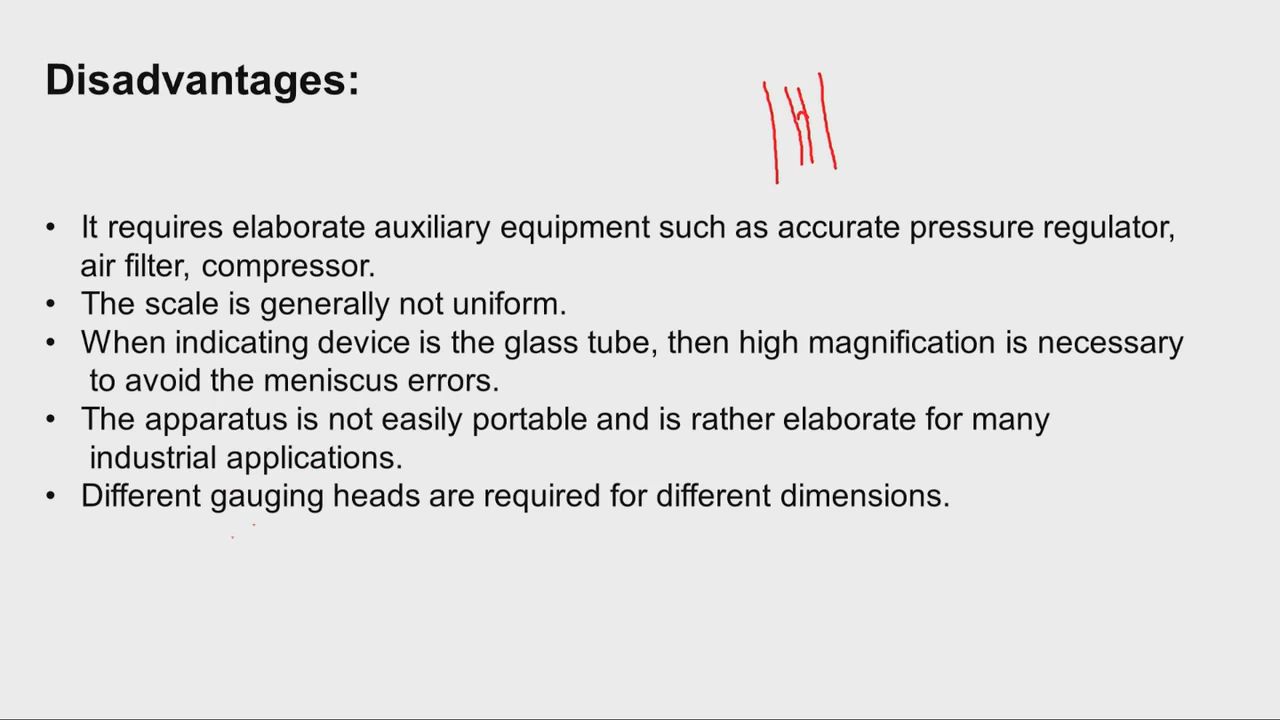 Disadvantages:
• It requires elaborate auxiliary equipment such as accurate pressure regulator,
air filter, compressor.
• The scale is generally not uniform.
• When indicating device is the glass tube, then high magnification is necessary
to avoid the meniscus errors.
• The apparatus is not easily portable and is rather elaborate for many
industrial applications.
• Different gauging heads are required for different dimensions.